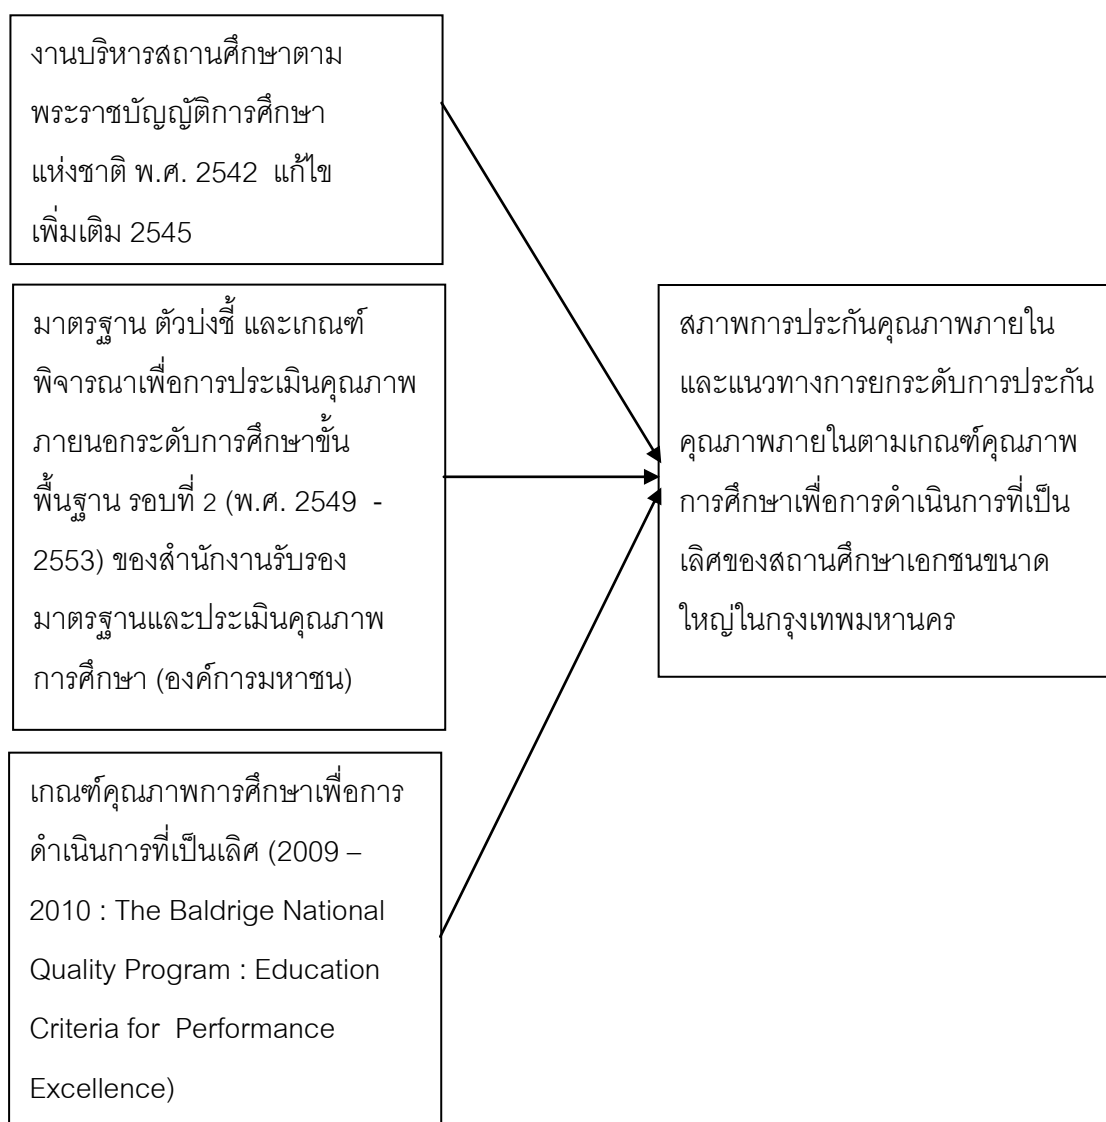 งานบริหารสถานศึกษาตาม
พระราชบัญญัติการศึกษา
แห่งชาติ พ.ศ. 2542 แก้ไข
เพิ่มเติม 2545
มาตรฐาน ตัวบ่งชี้ และเกณฑ์
พิจารณาเพื่อการประเมินคุณภาพ
ภายนอกระดับการศึกษาขั้น
พื้นฐาน รอบที่ 2 (พ.ศ. 2549 -
2553) ของสำนักงานรับรอง
มาตรฐานและประเมินคุณภาพ
การศึกษา (องค์การมหาชน)
เกณฑ์คุณภาพการศึกษาเพื่อการ
ดำเนินการที่เป็นเลิศ (2009 –
2010 : The Baldrige National
Quality Program : Education
Criteria for Performance
Excellence)
สภาพการประกันคุณภาพภายใน
และแนวทางการยกระดับการประกัน
คุณภาพภายในตามเกณฑ์คุณภาพ
การศึกษาเพื่อการดำเนินการที่เป็น
เลิศของสถานศึกษาเอกชนขนาด
ใหญ่ในกรุงเทพมหานคร